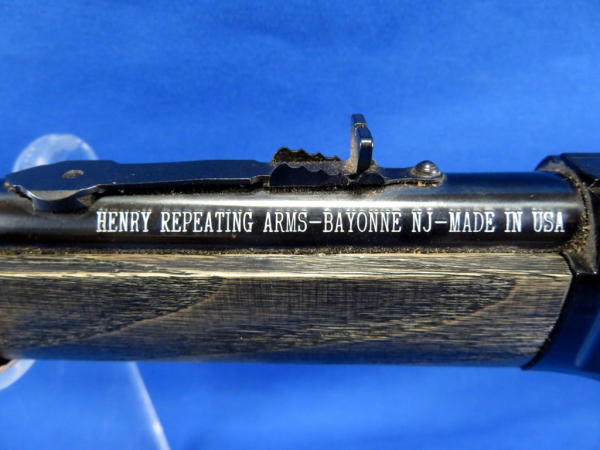 HENRY REPEATING ARMS-BAYONNE NJ-MADE IN USA